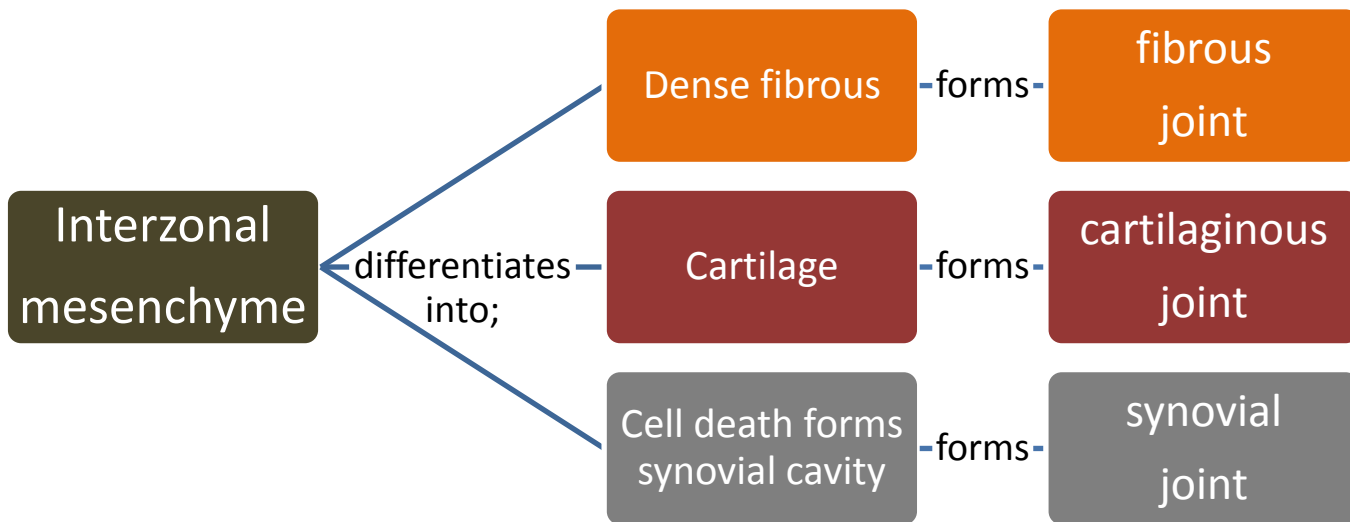 Interzonal
mesenchyme
differentiates
into;
Dense fibrous
forms
fibrous
joint
Cartilage
forms
cartilaginous
joint
Cell death forms
synovial cavity
forms
synovial
joint